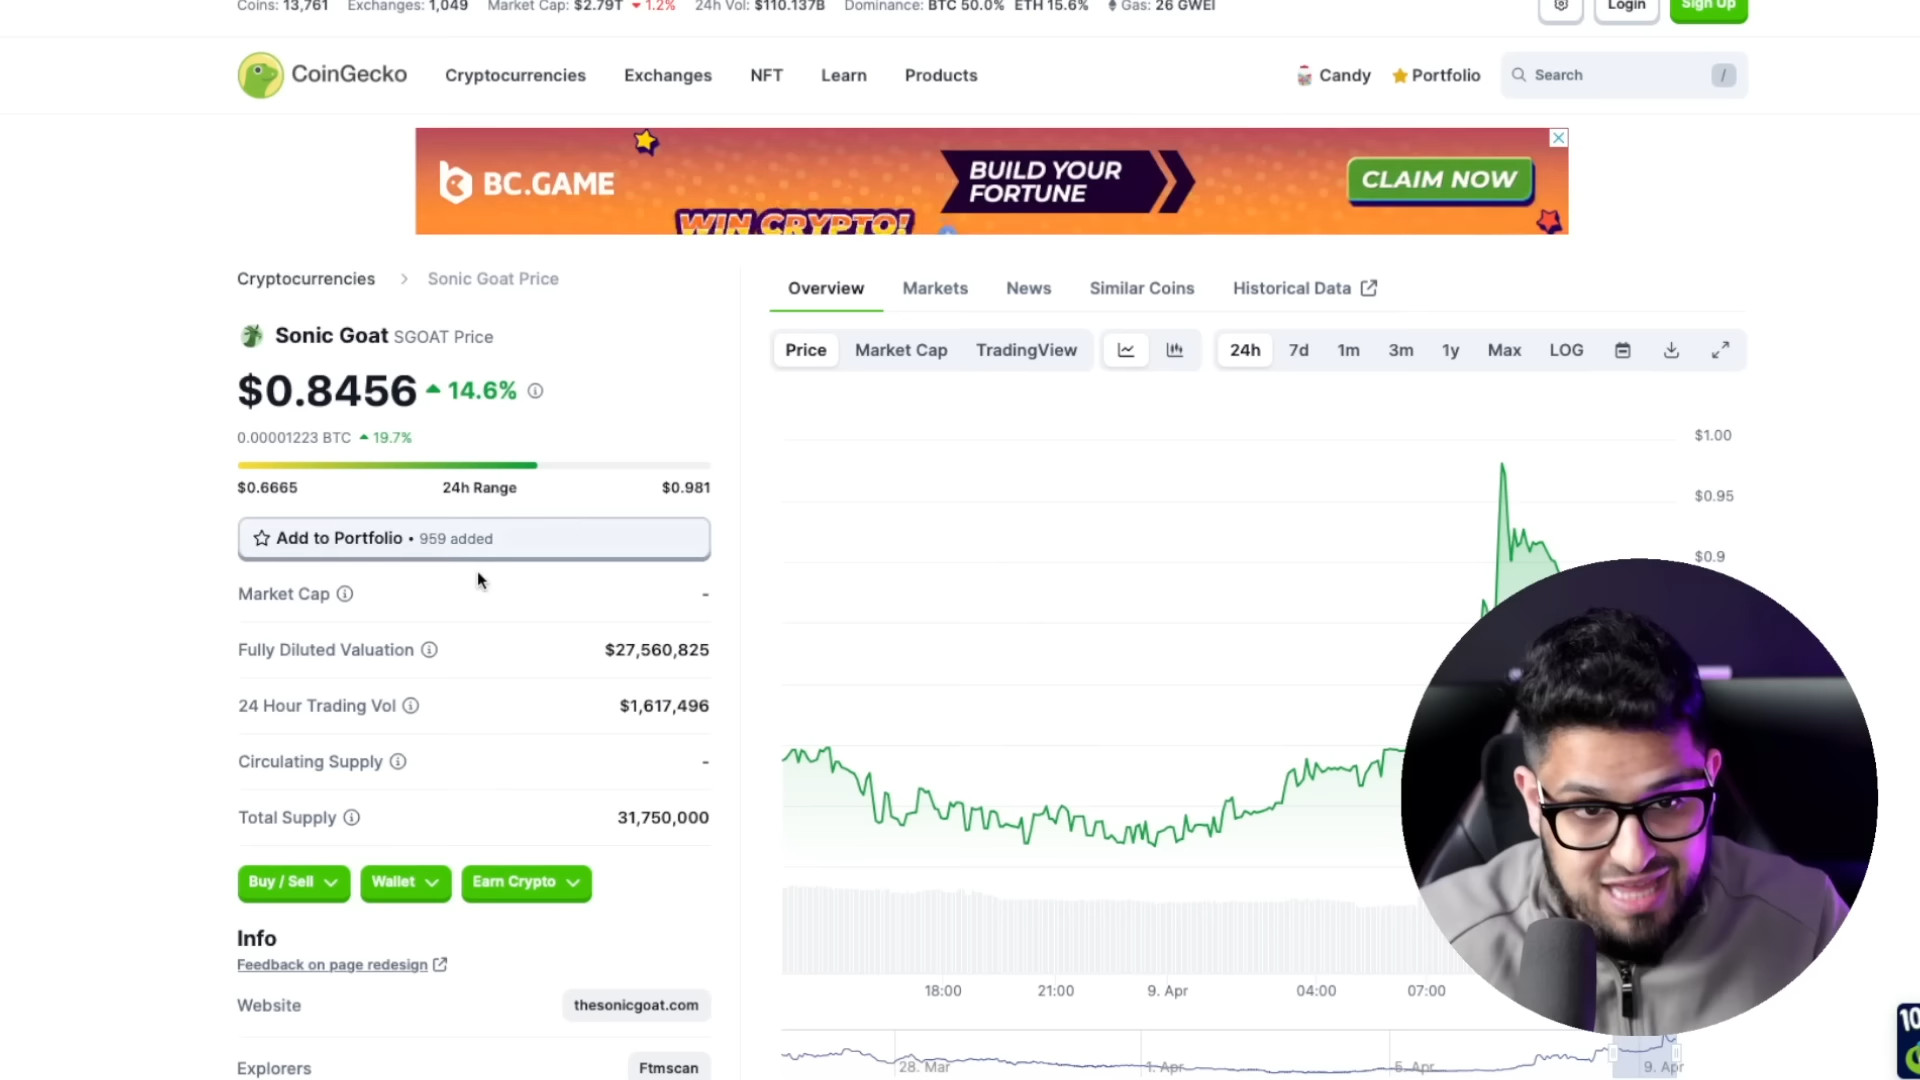 Coins: 13,761 Exchanges: 1,049 Market Cap: $2.79T 1.2% 24h Vol: $110.137B Dominance: BTC 50.0% ETH 15.6% Gas: 26 GWEI
Login
Sign Up
CoinGecko
Cryptocurrencies Exchanges NFT Learn Products
Candy Portfolio Search /
BC.GAME
WIN CRYPTO!
BUILD YOUR
FORTUNE
CLAIM NOW
Cryptocurrencies > Sonic Goat Price
Sonic Goat SGOAT Price
$0.8456 14.6%
0.00001223 BTC 19.7%
$0.6665 24h Range $0.981
Add to Portfolio • 959 added
Market Cap -
Fully Diluted Valuation $27,560,825
24 Hour Trading Vol $1,617,496
Circulating Supply -
Total Supply 31,750,000
Buy / Sell Wallet Earn Crypto
Info
Feedback on page redesign
Website thesonicgoat.com
Explorers Ftmscan
Overview Markets News Similar Coins Historical Data
Price Market Cap TradingView 24h 7d 1m 3m 1y Max LOG
$1.00
$0.95
$0.9
18:00 21:00 9. Apr 04:00 07:00
28. Mar 1. Apr 5. Apr 9. Apr
10